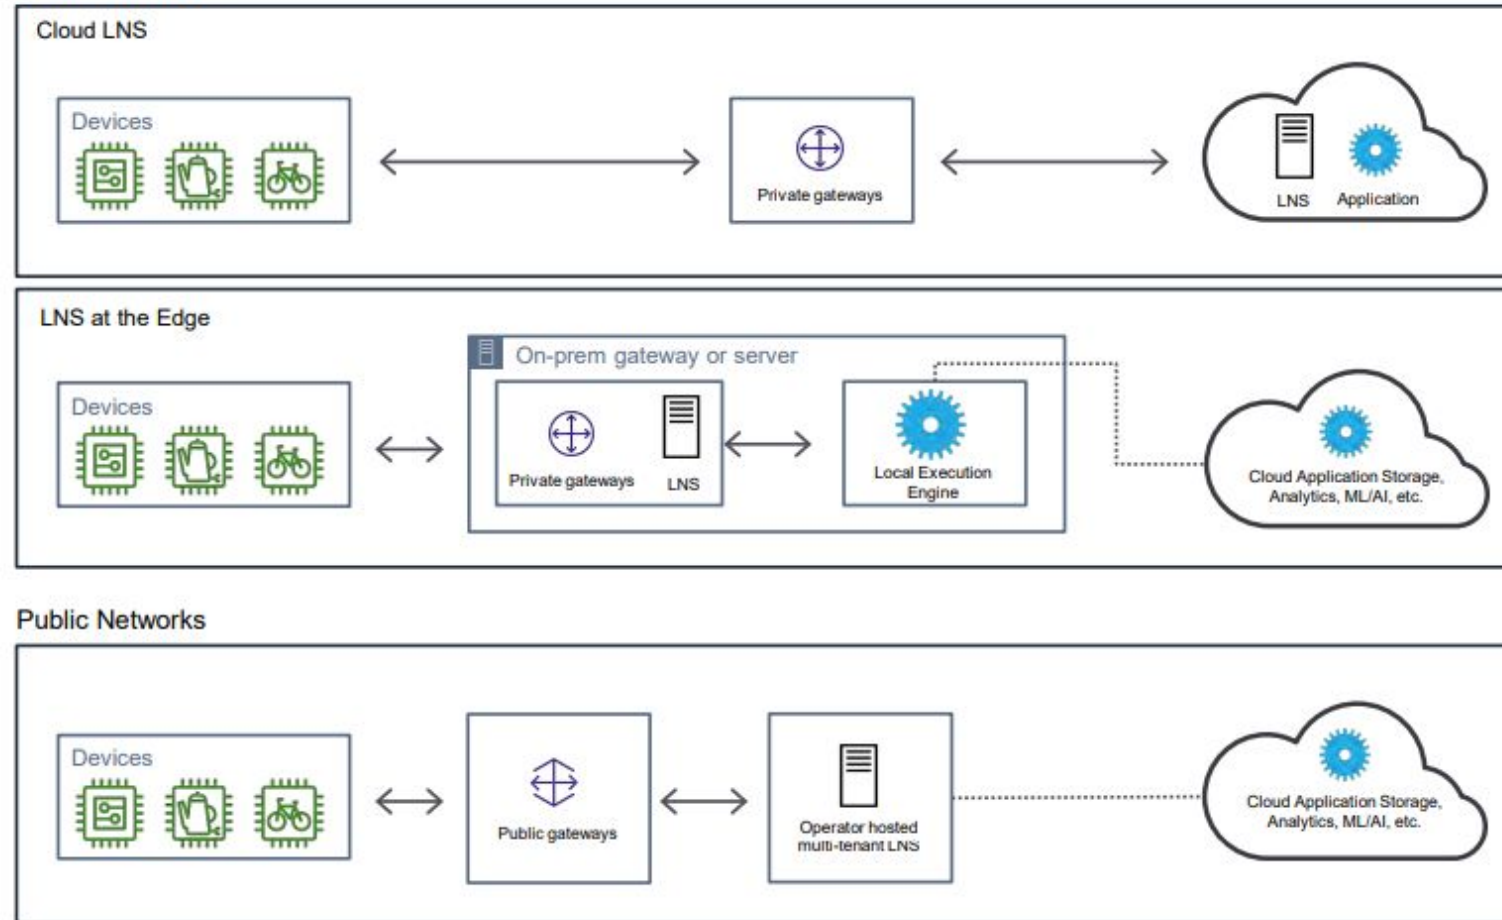 Cloud LNS
Devices
Private gateways
LNS
Application
LNS at the Edge
On-prem gateway or server
Devices
Private gateways
LNS
Local Execution
Engine
Cloud Application Storage,
Analytics, ML/AI, etc.
Public Networks
Devices
Public gateways
Operator hosted
multi-tenant LNS
Cloud Application Storage,
Analytics, ML/AI, etc.